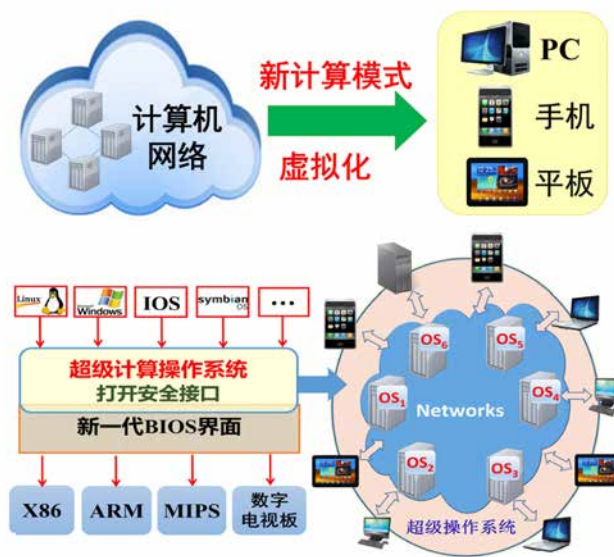 计算机
网络
新计算模式
虚拟化
PC
手机
平板
Linux
Windows
IOS
symbian
OS
...
超级计算操作系统
打开安全接口
新一代BIOS界面
X86
ARM
MIPS
数字
电视板
OS6
OS5
OS1
Networks
OS4
OS2
OS3
超级操作系统